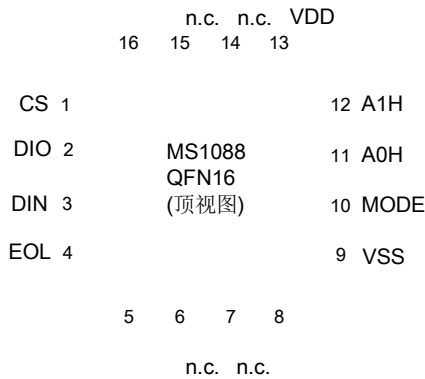 n.c. n.c. VDD
16 15 14 13
CS 1
12 A1H
DIO 2
MS1088
11 A0H
QFN16
DIN 3
(顶视图)
10 MODE
EOL 4
9 VSS
5 6 7 8
n.c. n.c.